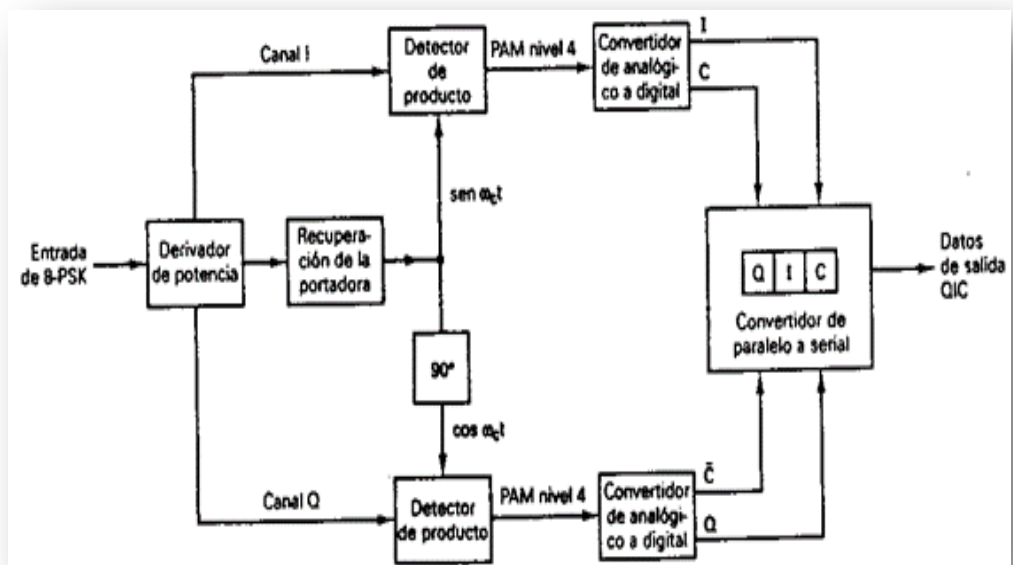 Canal I
Detector
de
producto
PAM nivel 4
Convertidor
de analógi-
co a digital
I
C
sen ωct
Entrada
de 8-PSK
Derivador
de potencia
Recupera-
ción de la
portadora
90°
cos ωct
Q I C
Convertidor de
paralelo a serial
Datos
de salida
QIC
Canal Q
Detector
de producto
PAM nivel 4
Convertidor
de analógi-
co a digital
C̄
Q